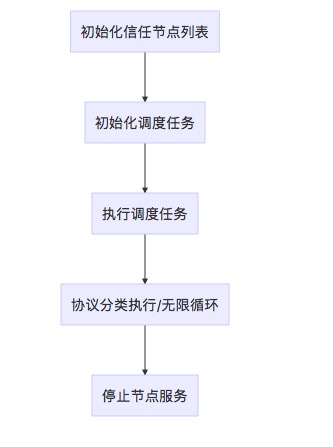 初始化信任节点列表
初始化调度任务
执行调度任务
协议分类执行/无限循环
停止节点服务